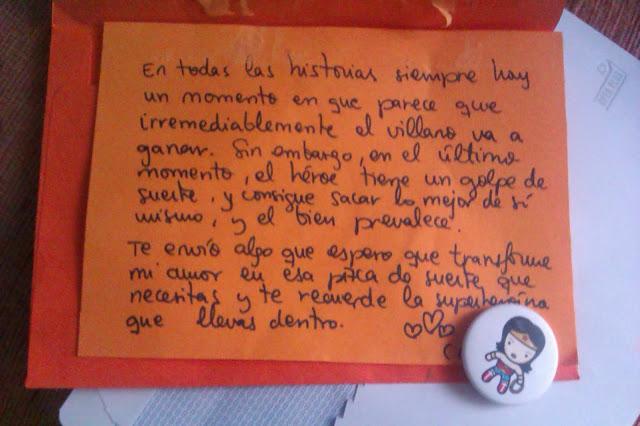 En todas las historias siempre hay
un momento en que parece que
irremediablemente el villano va a
ganar. Sin embargo, en el último
momento, el héroe tiene un golpe de
suerte, y consigue sacar lo mejor de sí
mismo, y el bien prevalece.
Te envío algo que espero que transforme
mi amor en esa pizca de suerte que
necesitas y te recuerde la superheroína
que llevas dentro.